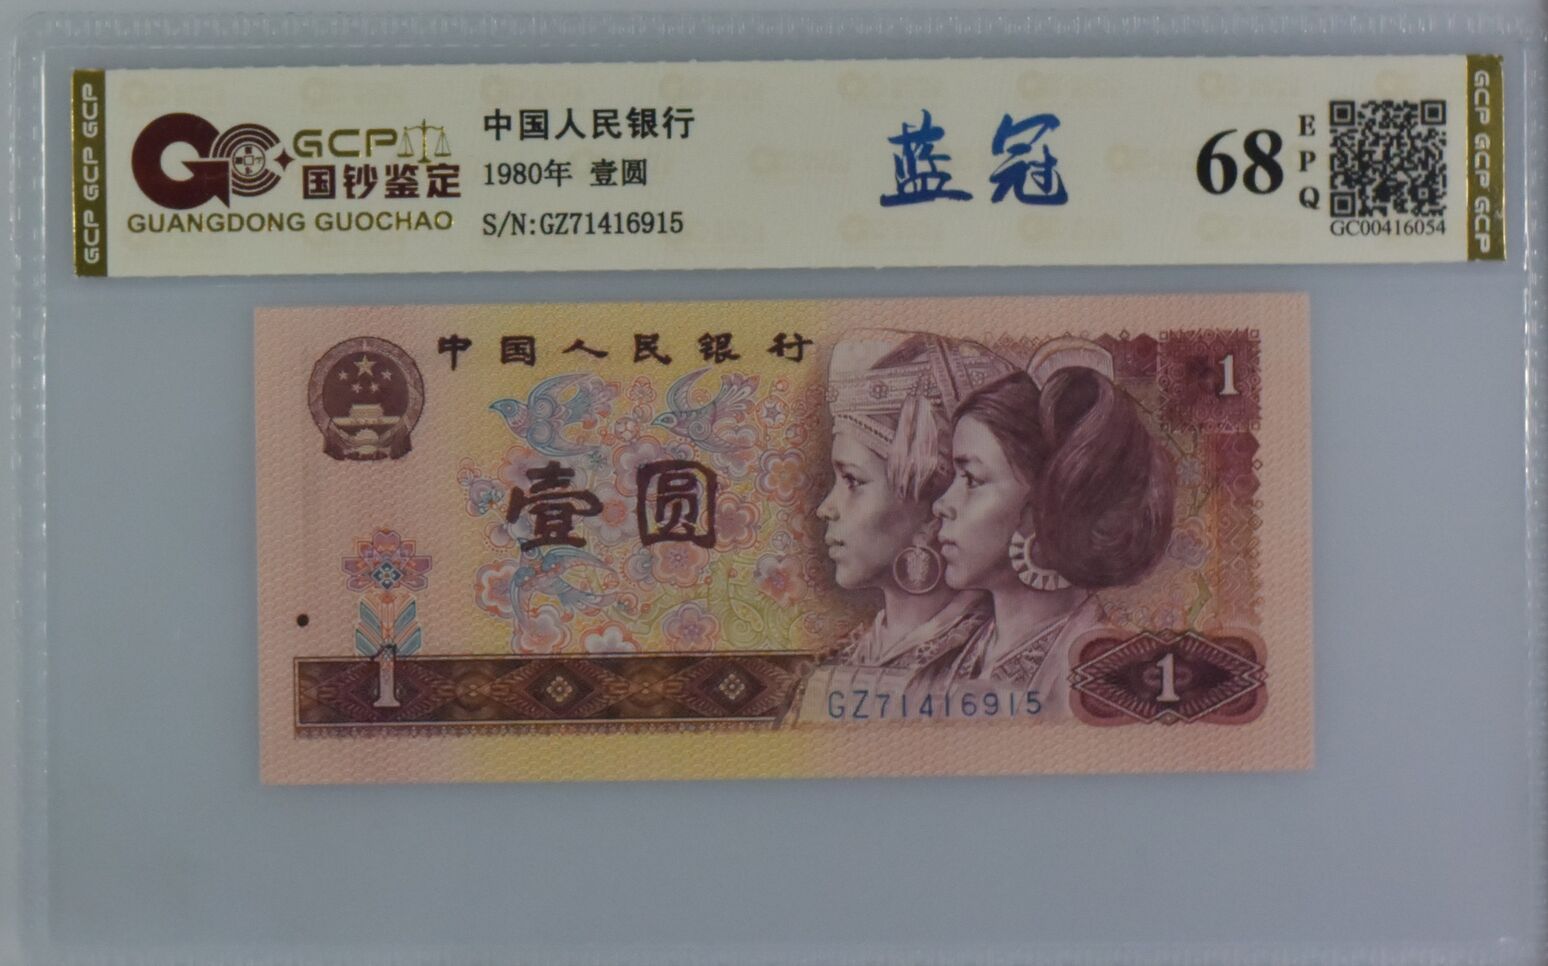 GCP GCP GCP
GCP
国钞鉴定
GUANGDONG GUOCHAO
中国人民银行
1980年 壹圆
S/N:GZ71416915
蓝冠
68
EPQ
GC00416054
GCP GCP GCP
中国人民银行
1
壹圆
1
GZ71416915
1